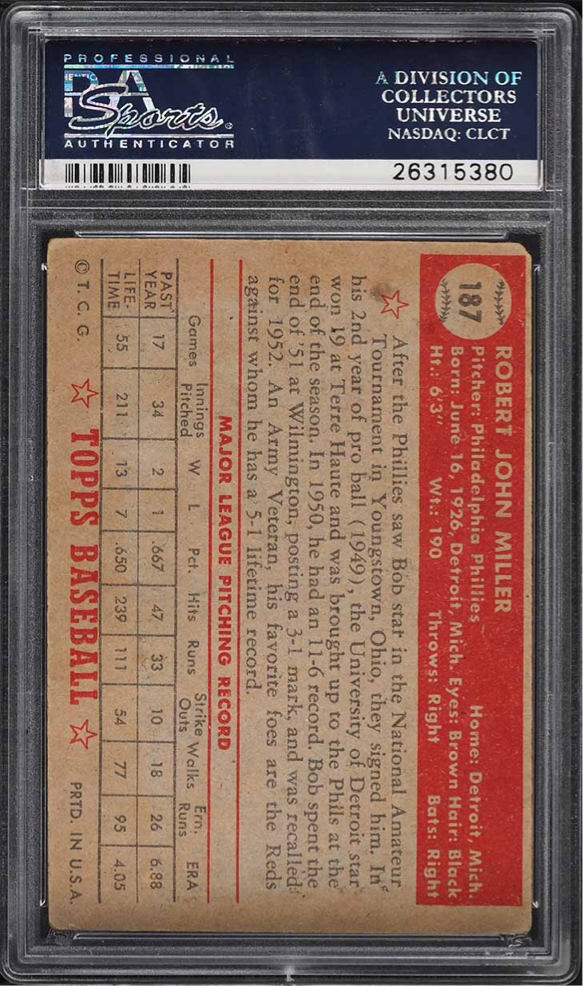 PROFESSIONAL
PSA
Sports
AUTHENTICATOR
A DIVISION OF
COLLECTORS
UNIVERSE
NASDAQ: CLCT
26315380
187
ROBERT JOHN MILLER
Pitcher: Philadelphia Phillies Home: Detroit, Mich.
Born: June 16, 1926, Detroit, Mich. Eyes: Brown Hair: Black
Ht.: 6'3" Wt.: 190 Throws: Right Bats: Right
After the Phillies saw Bob star in the National Amateur
Tournament in Youngstown, Ohio, they signed him. In
his 2nd year of pro ball (1949), the University of Detroit star
won 19 at Terre Haute and was brought up to the Phils at the
end of the season. In 1950, he had an 11-6 record. Bob spent the
end of '51 at Wilmington, posting a 3-1 mark, and was recalled
for 1952. An Army Veteran, his favorite foes are the Reds
against whom he has a 5-1 lifetime record.
MAJOR LEAGUE PITCHING RECORD
Games Innings Pitched W L Pct. Hits Runs Strike Outs Walks Ern. Runs ERA
PAST YEAR 17 34 2 1 .667 47 33 10 18 26 6.88
LIFE-TIME 55 211 13 7 .650 239 111 54 77 95 4.05
© T. C. G. TOPPS BASEBALL PRTD. IN U.S.A.